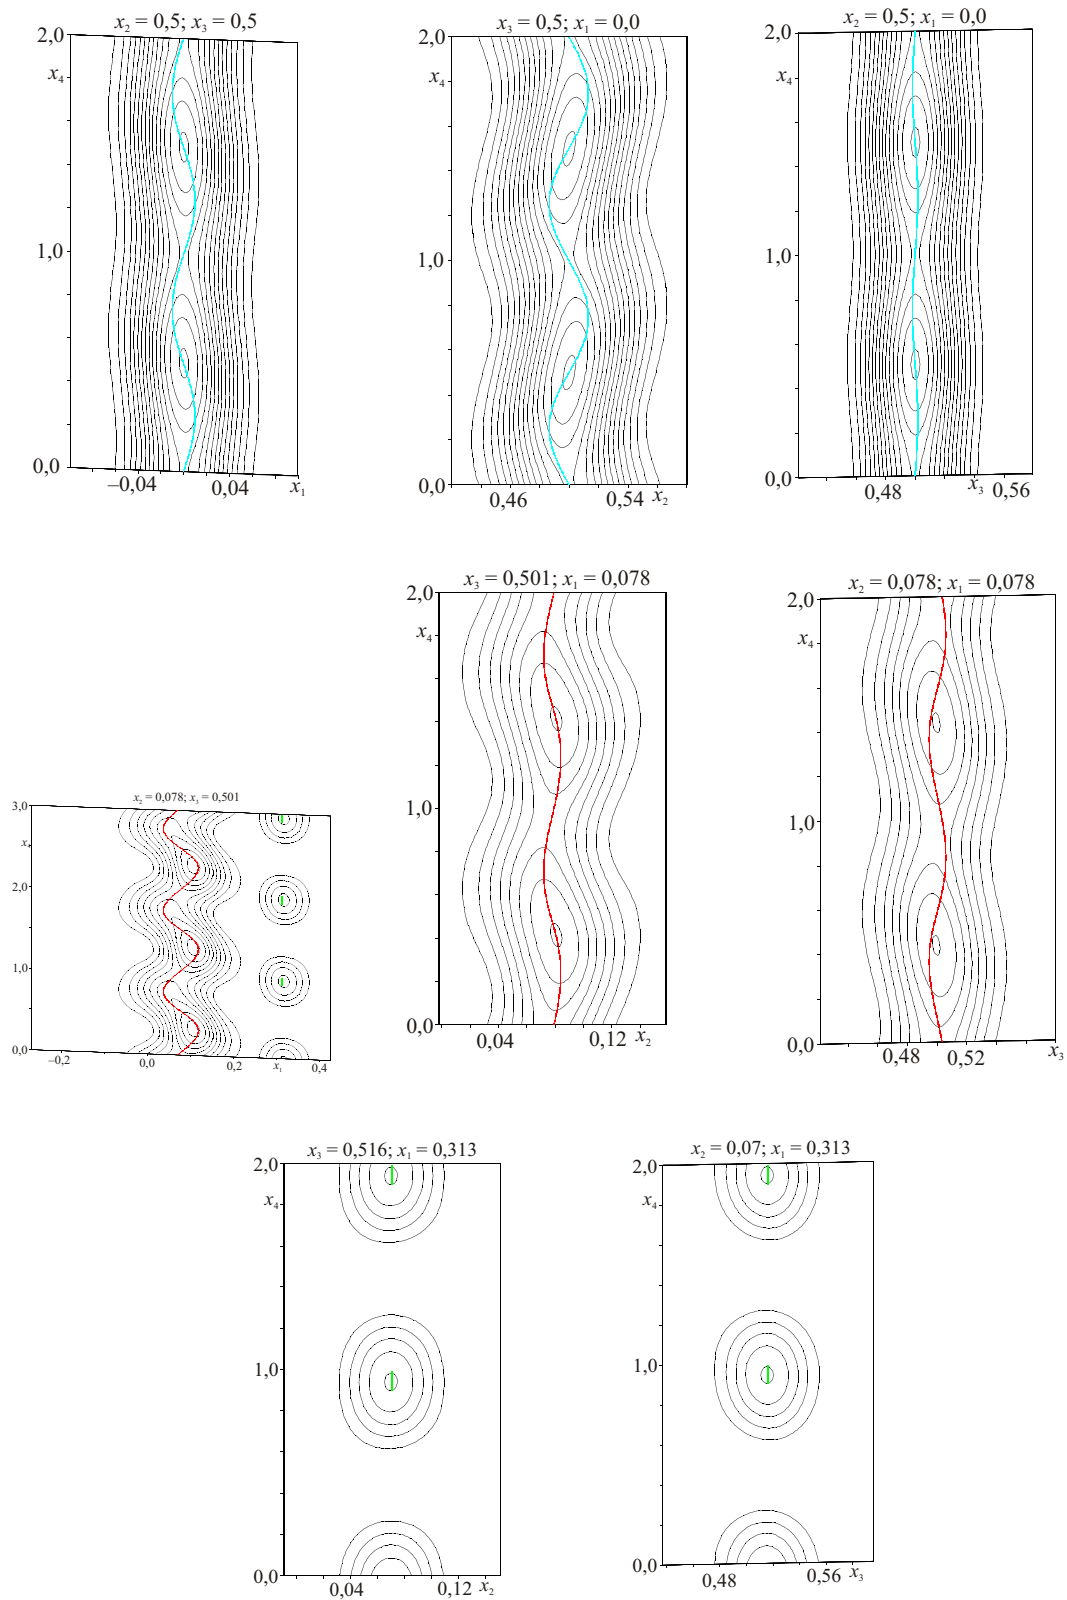 x₂ = 0,5; x₃ = 0,5
2,0
x₄
1,0
0,0
–0,04 0,04 x₁
x₃ = 0,5; x₁ = 0,0
2,0
x₄
1,0
0,0
0,46 0,54 x₂
x₂ = 0,5; x₁ = 0,0
2,0
x₄
1,0
0,0
0,48 x₃ 0,56
x₃ = 0,501; x₁ = 0,078
2,0
x₄
1,0
0,0
0,04 0,12 x₂
x₂ = 0,078; x₁ = 0,078
2,0
x₄
1,0
0,0
0,48 0,52 x₃
x₂ = 0,078; x₃ = 0,501
3,0
x₄
2,0
1,0
0,0
–0,2 0,0 0,2 x₁ 0,4
x₃ = 0,516; x₁ = 0,313
2,0
x₄
1,0
0,0
0,04 0,12 x₂
x₂ = 0,07; x₁ = 0,313
2,0
x₄
1,0
0,0
0,48 0,56 x₃